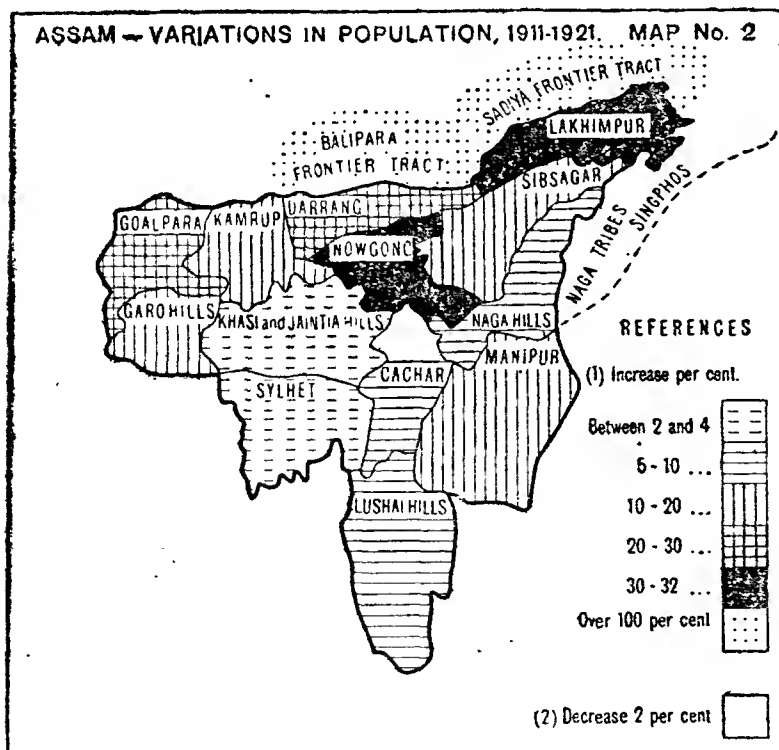 ASSAM – VARIATIONS IN POPULATION, 1911-1921. MAP No. 2
SADIYA FRONTIER TRACT
BALIPARA
FRONTIER TRACT
LAKHIMPUR
SIBSAGAR
DARRANG
GOALPARA
KAMRUP
NOWGONG
NAGA TRIBES
SINGPHOS
GARO HILLS
KHASI and JAINTIA HILLS
NAGA HILLS
MANIPUR
CACHAR
SYLHET
LUSHAI HILLS
REFERENCES
(1) Increase per cent.
Between 2 and 4
5 - 10 ...
10 - 20 ...
20 - 30 ...
30 - 32 ...
Over 100 per cent
(2) Decrease 2 per cent